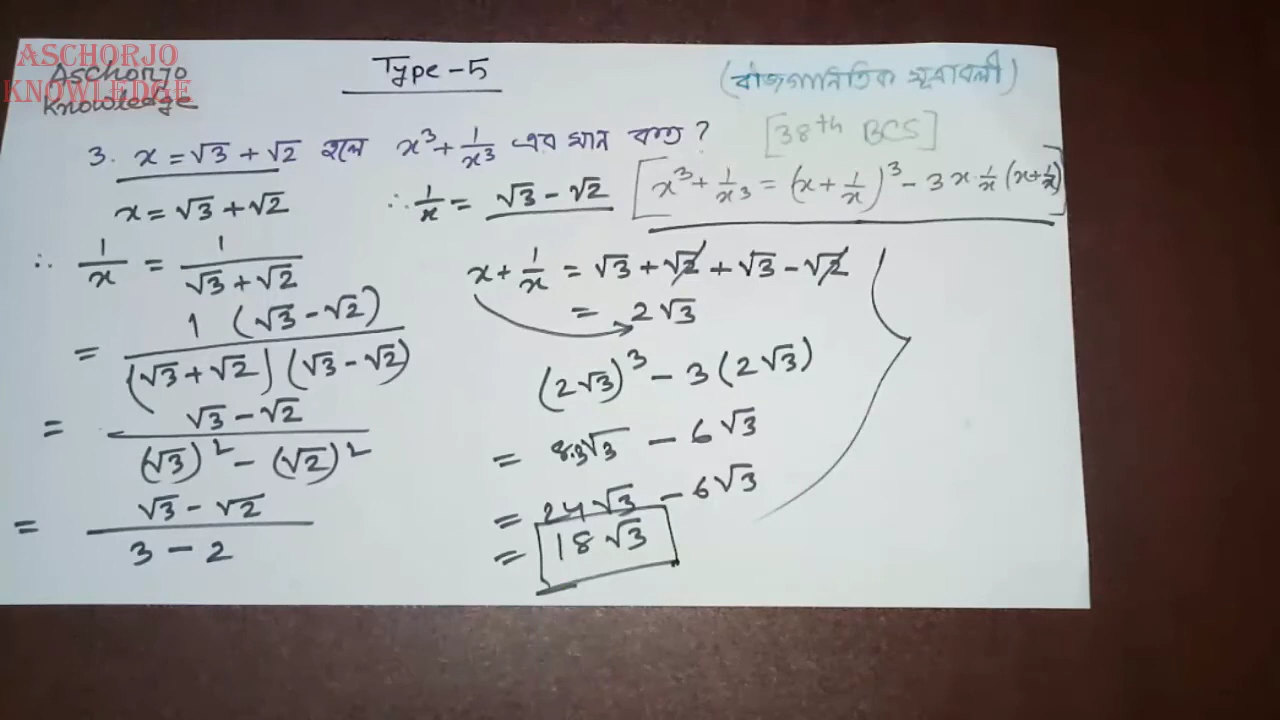 ASCHORJO
KNOWLEDGE
Aschorjo
Knowledge
Type-5
(বীজগানিতিক সূত্রাবলী)
[38th BCS]
3. x = √3 + √2 হলে x³ + 1/x³ এর মান কত ?
x = √3 + √2
∴ 1/x = 1/(√3 + √2)
= 1 (√3 - √2) / (√3 + √2) (√3 - √2)
= √3 - √2 / (√3)² - (√2)²
= √3 - √2 / 3 - 2
∴ 1/x = √3 - √2
[x³ + 1/x³ = (x + 1/x)³ - 3 x · 1/x (x + 1/x)]
x + 1/x = √3 + √2 + √3 - √2
= 2√3
(2√3)³ - 3 (2√3)
= 8.3√3 - 6√3
= 24√3 - 6√3
= 18√3